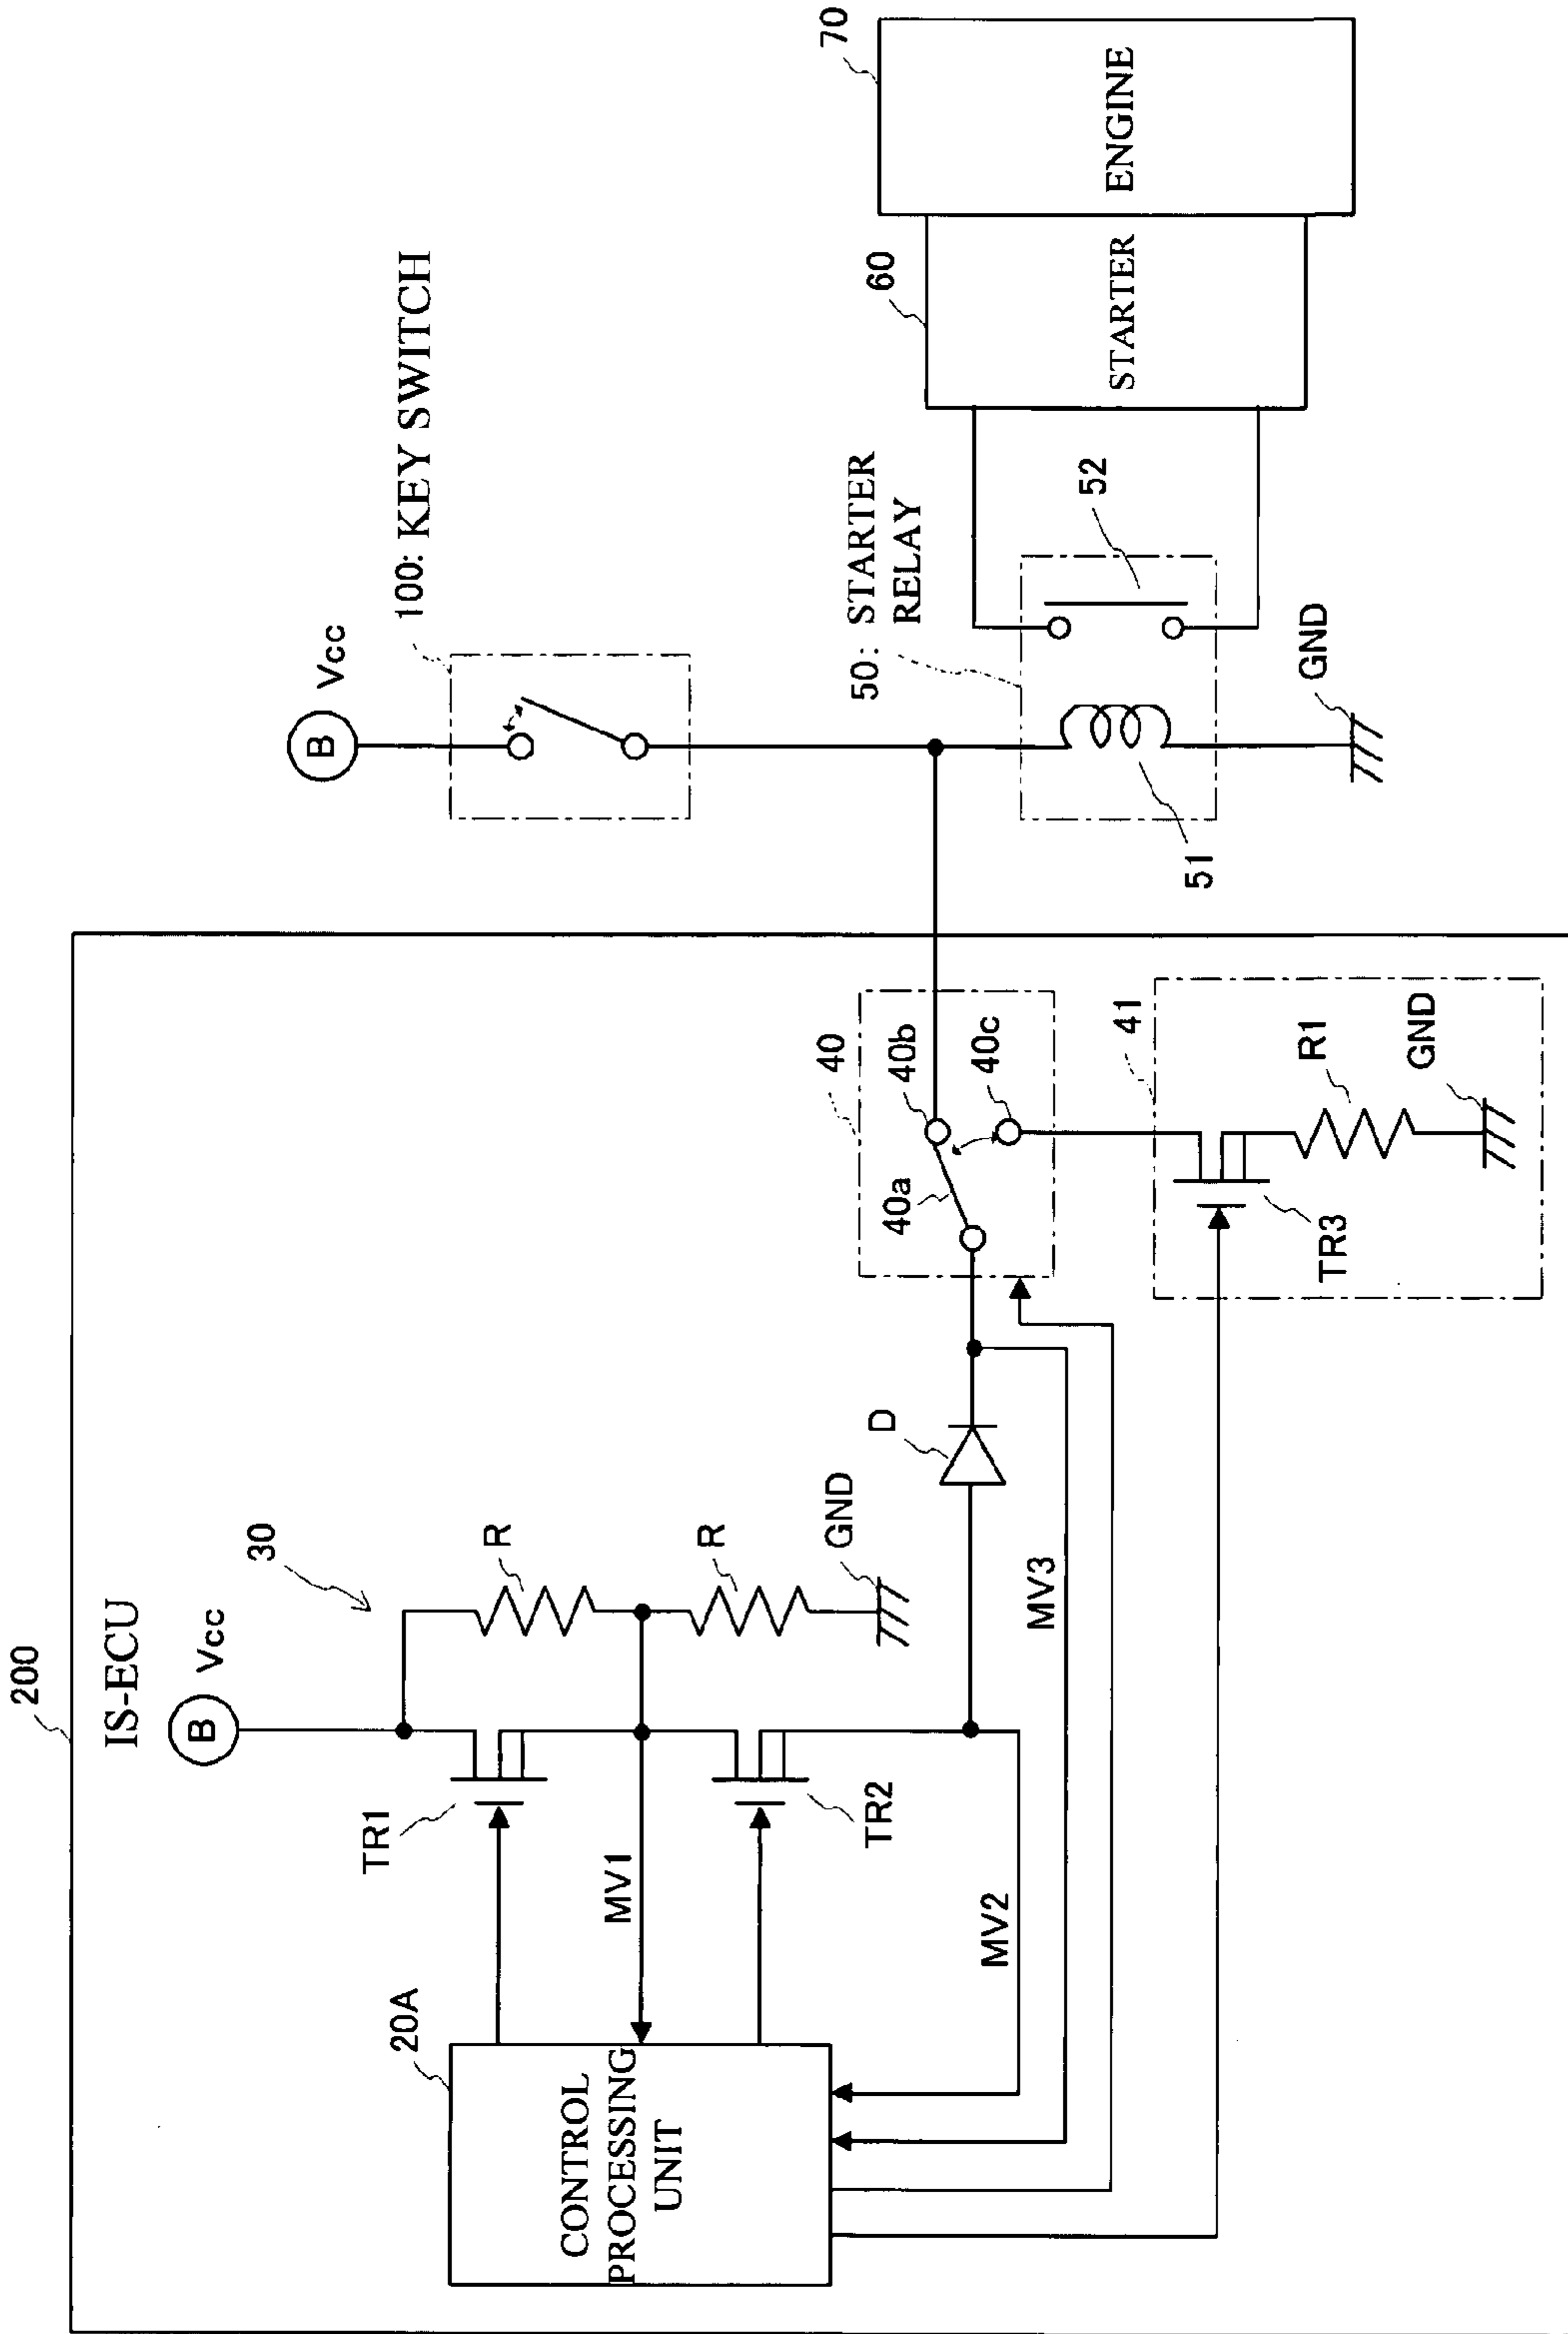 200
IS-ECU
B
Vcc
30
R
R
GND
TR1
MV1
TR2
20A
CONTROL
PROCESSING
UNIT
MV2
MV3
D
40
40a
40b
40c
41
TR3
R1
GND
B
Vcc
100: KEY SWITCH
50: STARTER
RELAY
51
52
GND
60
STARTER
70
ENGINE